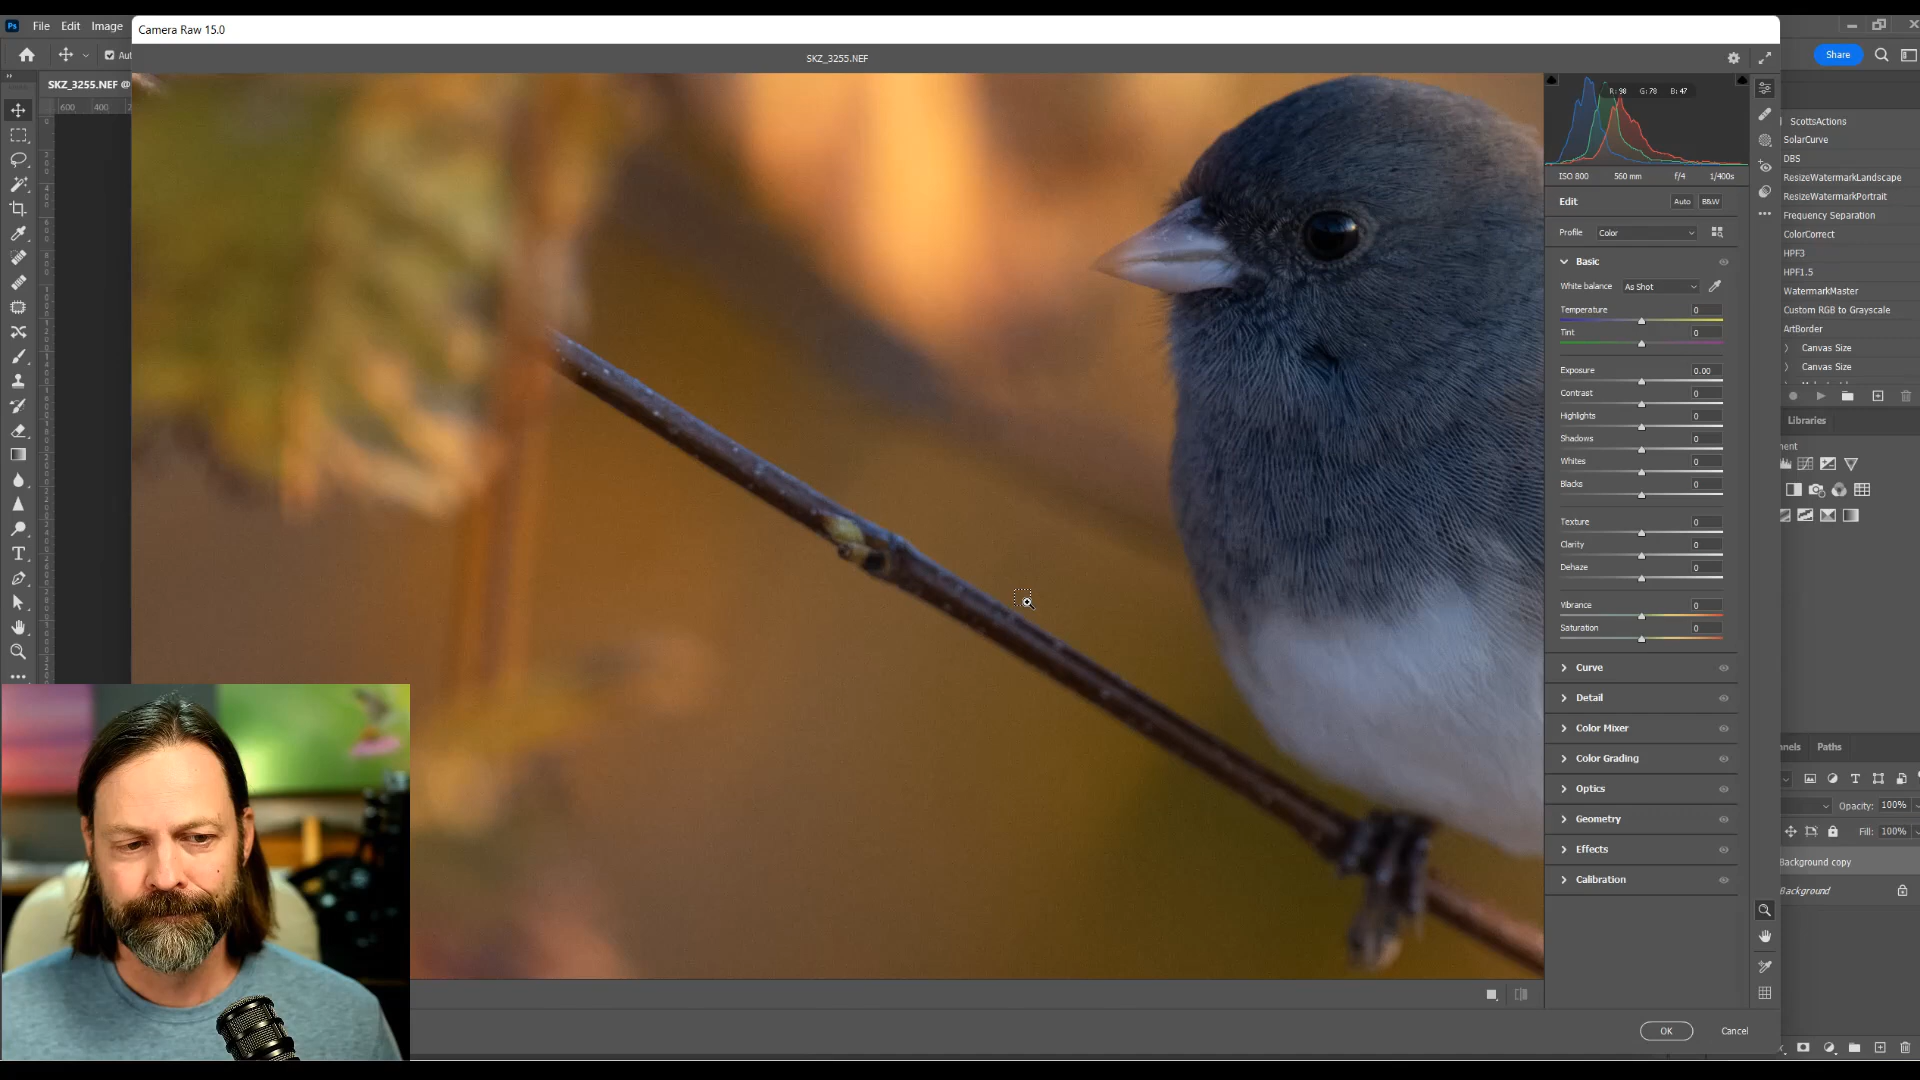 Ps File Edit Image
Camera Raw 15.0
SKZ_3255.NEF
Share
SKZ_3255.NEF @
600 400
R: 98 G: 78 B: 47
ISO 800 560 mm f/4 1/400s
Edit Auto B&W
Profile Color
Basic
White balance As Shot
Temperature 0
Tint 0
Exposure 0.00
Contrast 0
Highlights 0
Shadows 0
Whites 0
Blacks 0
Texture 0
Clarity 0
Dehaze 0
Vibrance 0
Saturation 0
Curve
Detail
Color Mixer
Color Grading
Optics
Geometry
Effects
Calibration
OK Cancel
ScottsActions
SolarCurve
DBS
ResizeWatermarkLandscape
ResizeWatermarkPortrait
Frequency Separation
ColorCorrect
HPF3
HPF1.5
WatermarkMaster
Custom RGB to Grayscale
ArtBorder
Canvas Size
Canvas Size
Libraries
Paths
Opacity: 100%
Fill: 100%
Background copy
Background